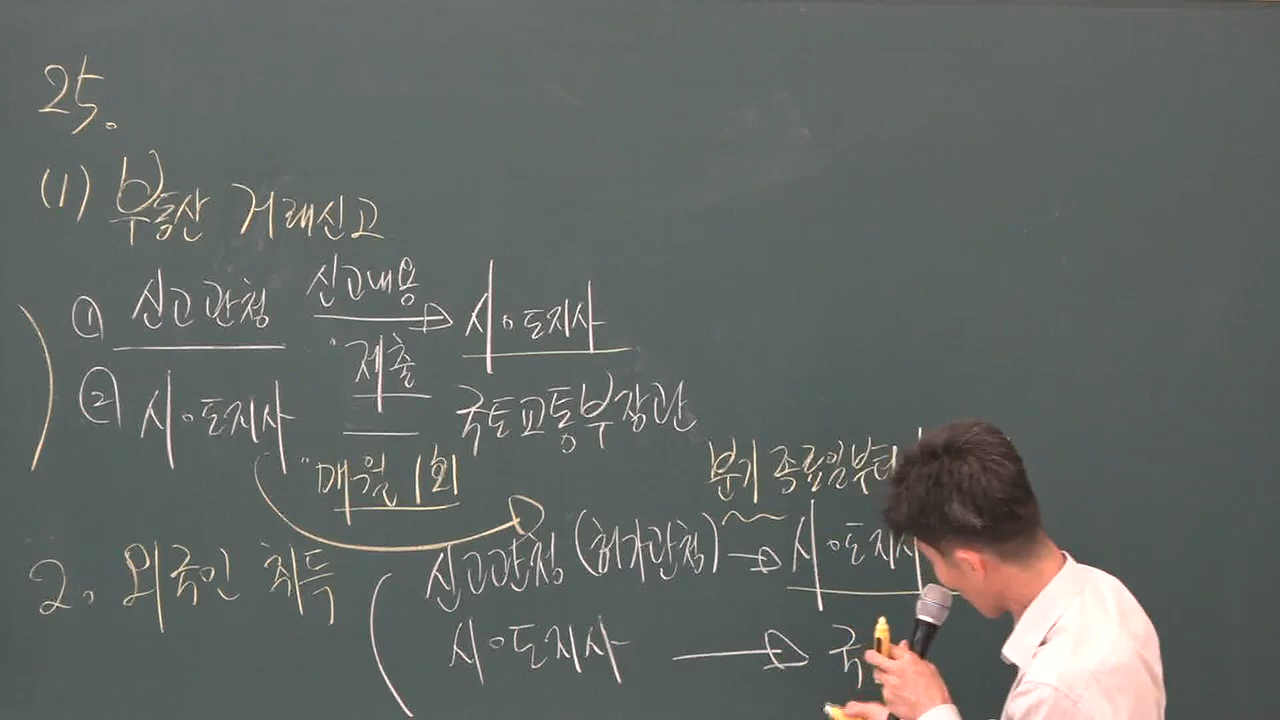 25.
(1) 부동산 거래신고
① 신고관청 신고내용 시·도지사
제출
② 시·도지사 국토교통부장관
"매월 1회
분기 종료일부터
2. 외국인 취득 신고관청 (허가관청) → 시·도지사
시·도지사 → 국